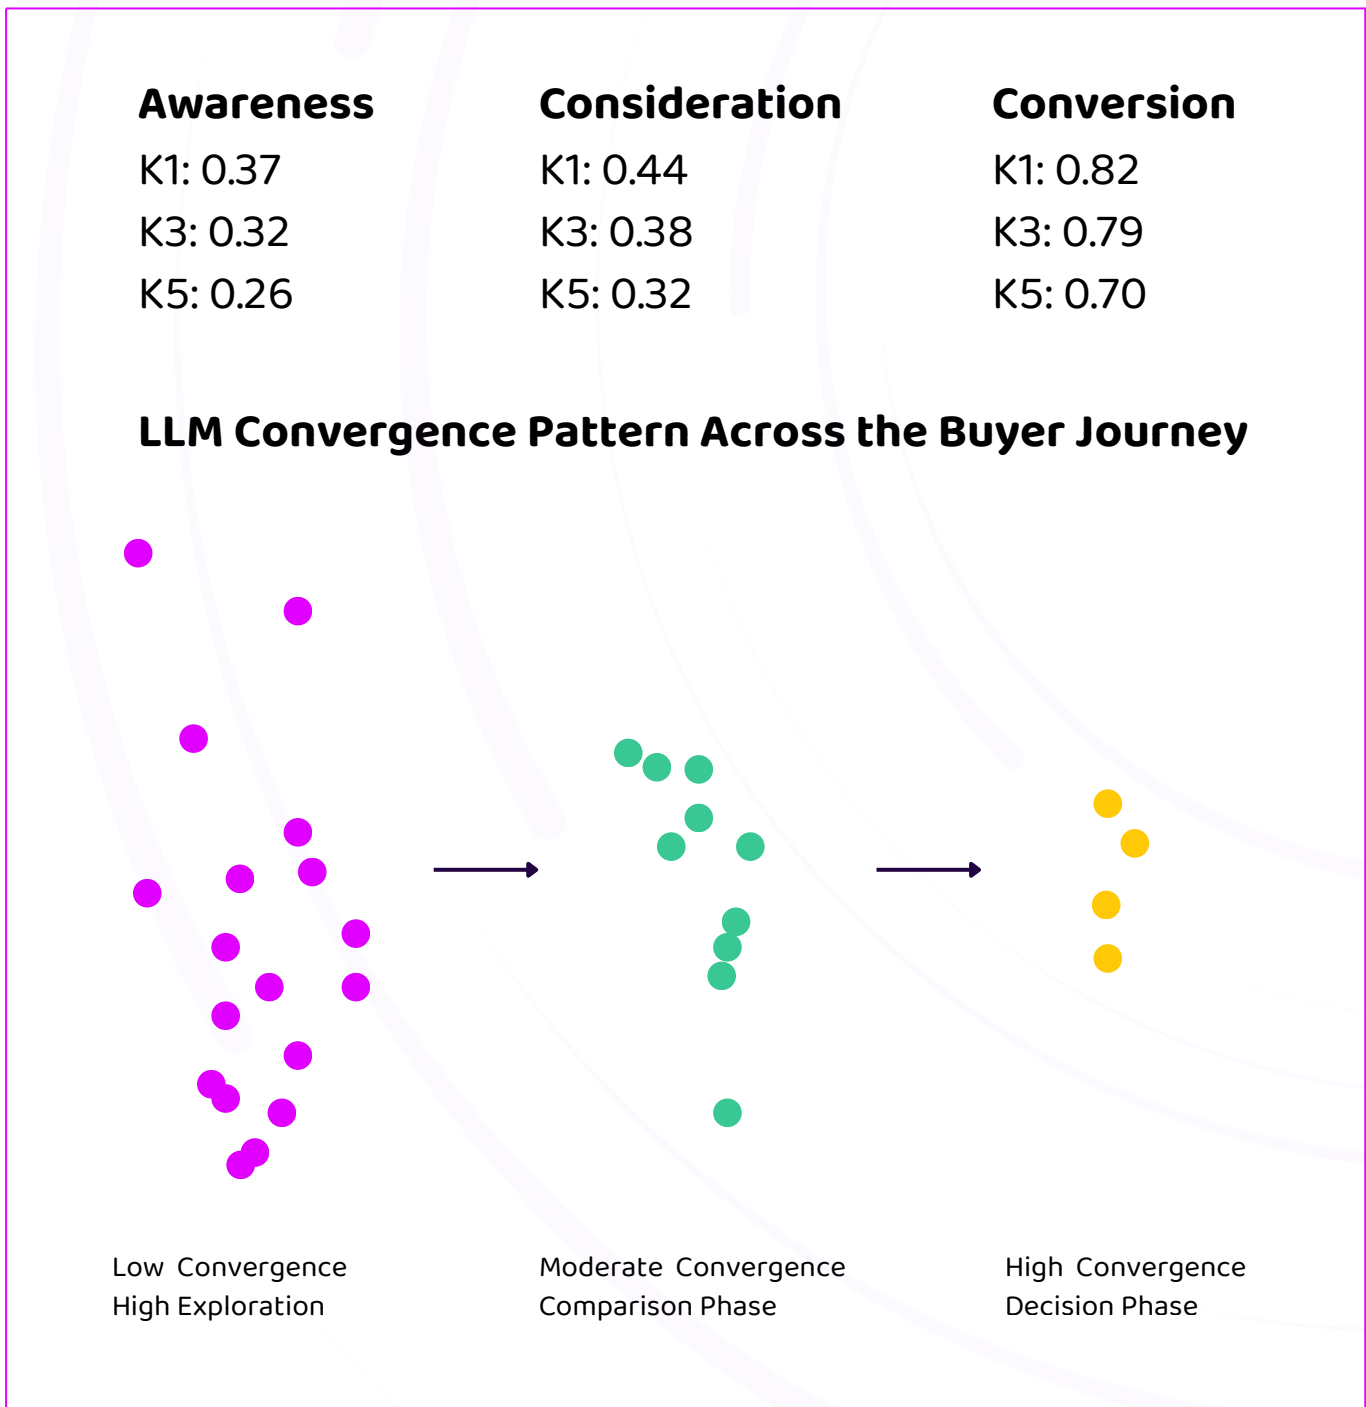 Awareness
K1: 0.37
K3: 0.32
K5: 0.26
Consideration
K1: 0.44
K3: 0.38
K5: 0.32
Conversion
K1: 0.82
K3: 0.79
K5: 0.70
LLM Convergence Pattern Across the Buyer Journey
Low Convergence
High Exploration
Moderate Convergence
Comparison Phase
High Convergence
Decision Phase